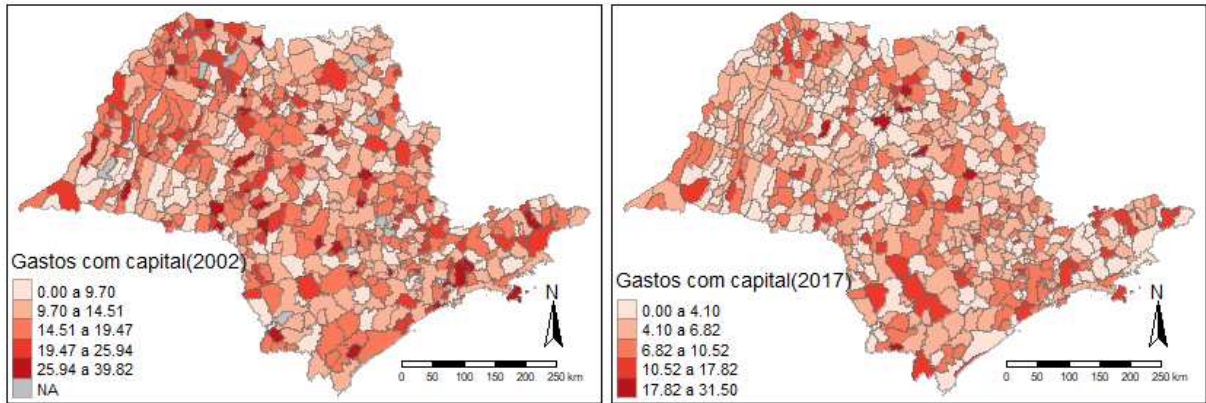 Gastos com capital(2002)
0.00 a 9.70
9.70 a 14.51
14.51 a 19.47
19.47 a 25.94
25.94 a 39.82
NA
N
0 50 100 150 200 250 km
Gastos com capital(2017)
0.00 a 4.10
4.10 a 6.82
6.82 a 10.52
10.52 a 17.82
17.82 a 31.50
N
0 50 100 150 200 250 km